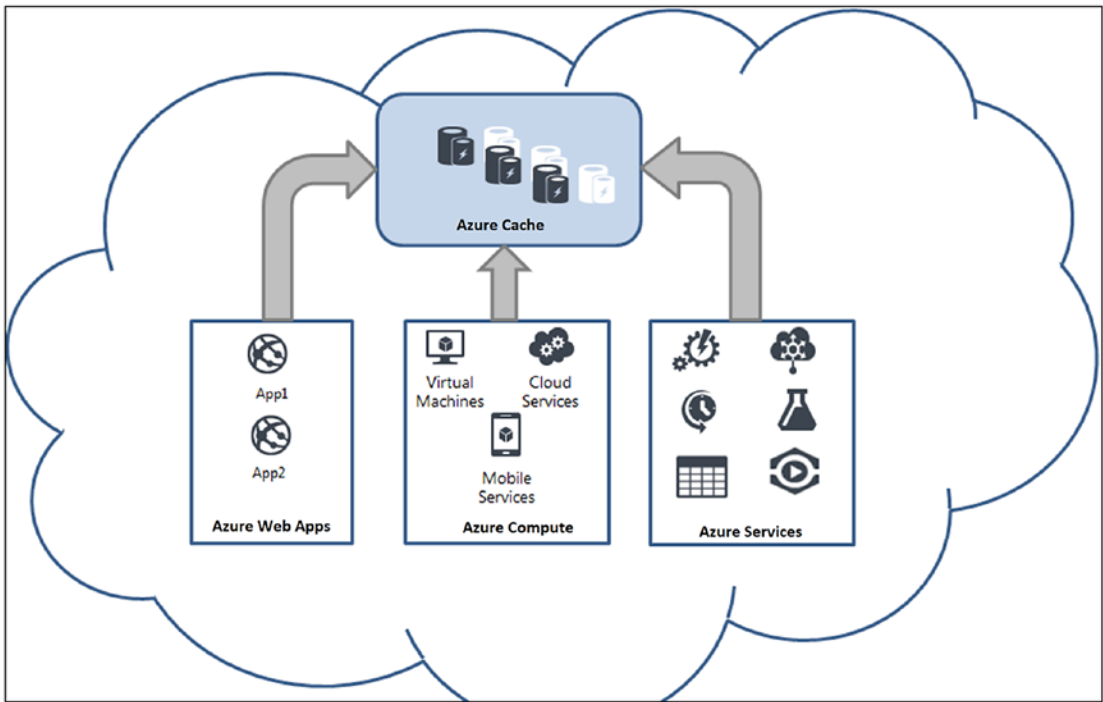 Azure Cache
App1
App2
Azure Web Apps
Virtual
Machines
Cloud
Services
Mobile
Services
Azure Compute
Azure Services